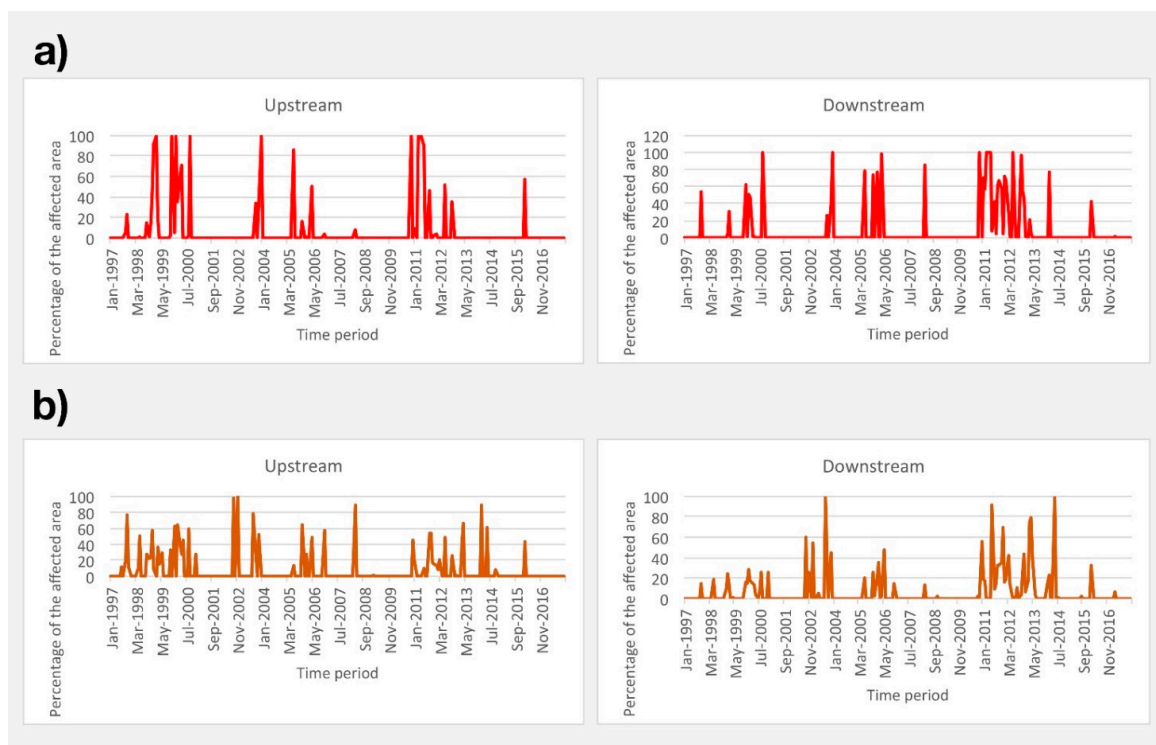 a)
Upstream
Percentage of the affected area
100
80
60
40
20
0
Jan-1997
Mar-1998
May-1999
Jul-2000
Sep-2001
Nov-2002
Jan-2004
Mar-2005
May-2006
Jul-2007
Sep-2008
Nov-2009
Jan-2011
Mar-2012
May-2013
Jul-2014
Sep-2015
Nov-2016
Time period
Downstream
Percentage of the affected area
120
100
80
60
40
20
0
Jan-1997
Mar-1998
May-1999
Jul-2000
Sep-2001
Nov-2002
Jan-2004
Mar-2005
May-2006
Jul-2007
Sep-2008
Nov-2009
Jan-2011
Mar-2012
May-2013
Jul-2014
Sep-2015
Nov-2016
Time period
b)
Upstream
Percentage of the affected area
100
80
60
40
20
0
Jan-1997
Mar-1998
May-1999
Jul-2000
Sep-2001
Nov-2002
Jan-2004
Mar-2005
May-2006
Jul-2007
Sep-2008
Nov-2009
Jan-2011
Mar-2012
May-2013
Jul-2014
Sep-2015
Nov-2016
Time period
Downstream
Percentage of the affected area
100
80
60
40
20
0
Jan-1997
Mar-1998
May-1999
Jul-2000
Sep-2001
Nov-2002
Jan-2004
Mar-2005
May-2006
Jul-2007
Sep-2008
Nov-2009
Jan-2011
Mar-2012
May-2013
Jul-2014
Sep-2015
Nov-2016
Time period